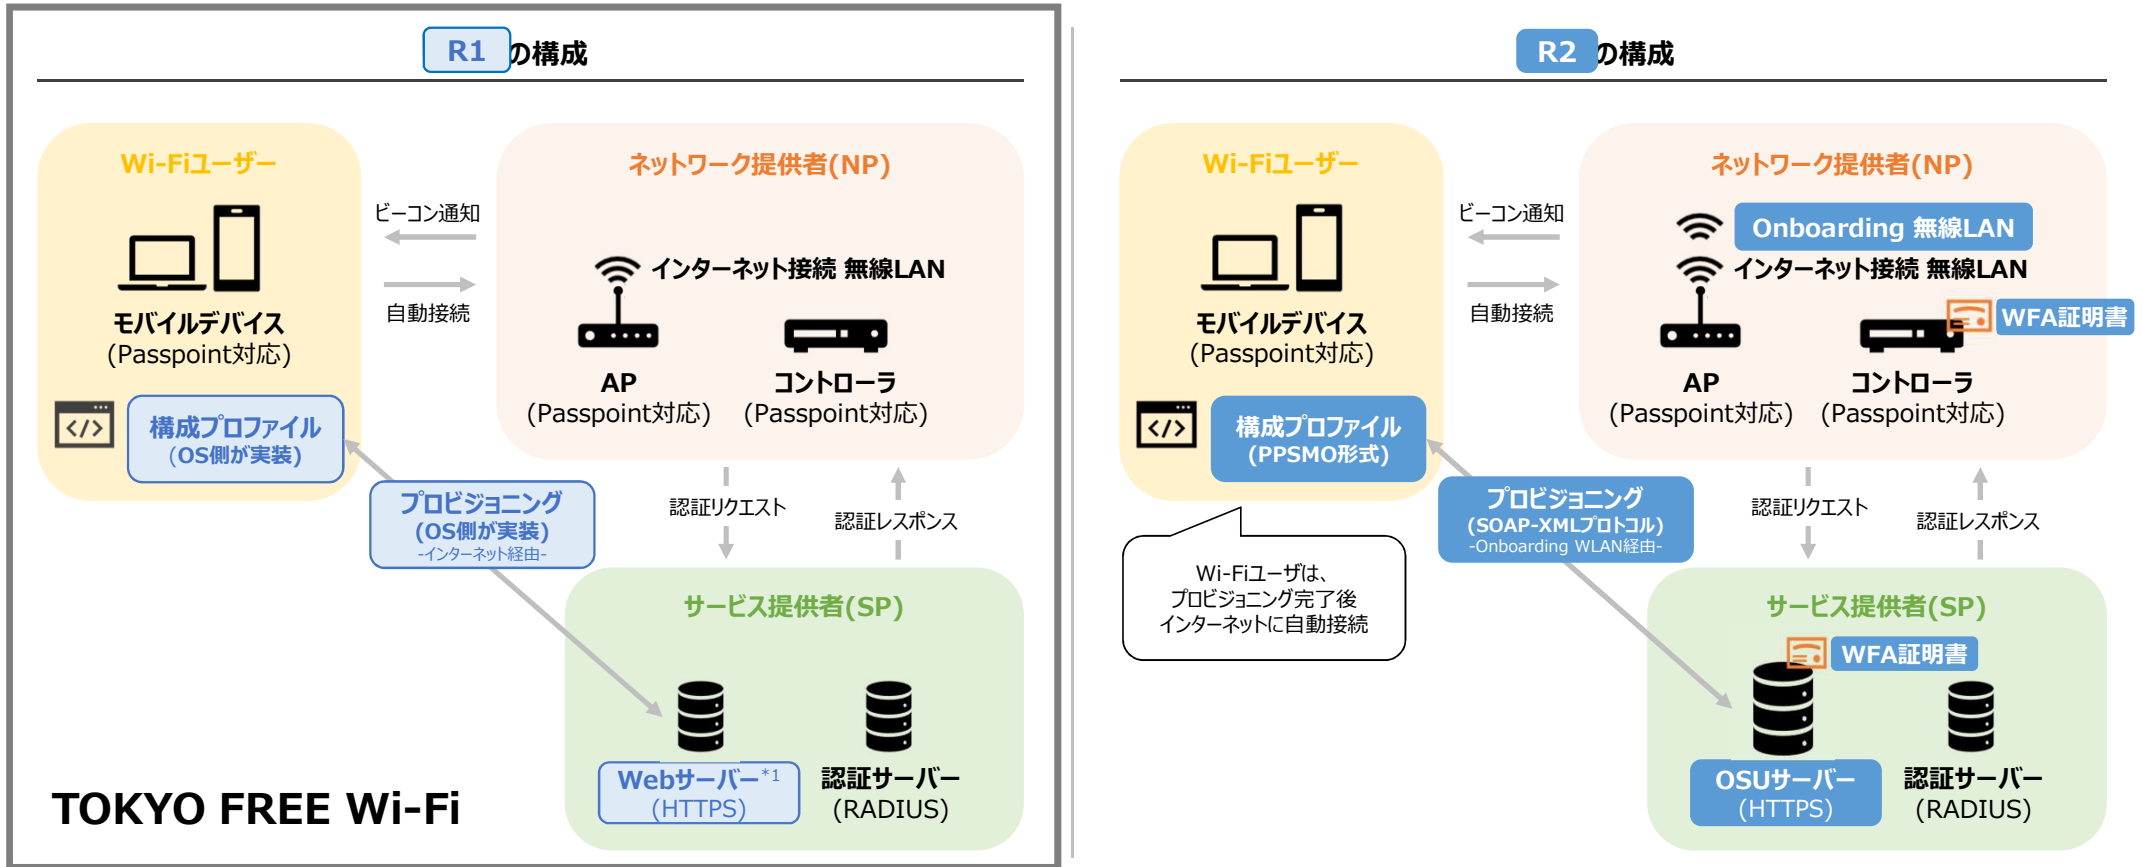 R1の構成
Wi-Fiユーザー
モバイルデバイス
(Passpoint対応)
</>
構成プロファイル
(OS側が実装)
ビーコン通知
自動接続
ネットワーク提供者(NP)
インターネット接続 無線LAN
AP
(Passpoint対応)
コントローラ
(Passpoint対応)
プロビジョニング
(OS側が実装)
-インターネット経由-
認証リクエスト
認証レスポンス
サービス提供者(SP)
Webサーバー*1
(HTTPS)
認証サーバー
(RADIUS)
TOKYO FREE Wi-Fi
R2の構成
Wi-Fiユーザー
モバイルデバイス
(Passpoint対応)
</>
構成プロファイル
(PPSMO形式)
ビーコン通知
自動接続
ネットワーク提供者(NP)
Onboarding 無線LAN
インターネット接続 無線LAN
WFA証明書
AP
(Passpoint対応)
コントローラ
(Passpoint対応)
プロビジョニング
(SOAP-XMLプロトコル)
-Onboarding WLAN経由-
認証リクエスト
認証レスポンス
Wi-Fiユーザは、
プロビジョニング完了後
インターネットに自動接続
サービス提供者(SP)
WFA証明書
OSUサーバー
(HTTPS)
認証サーバー
(RADIUS)